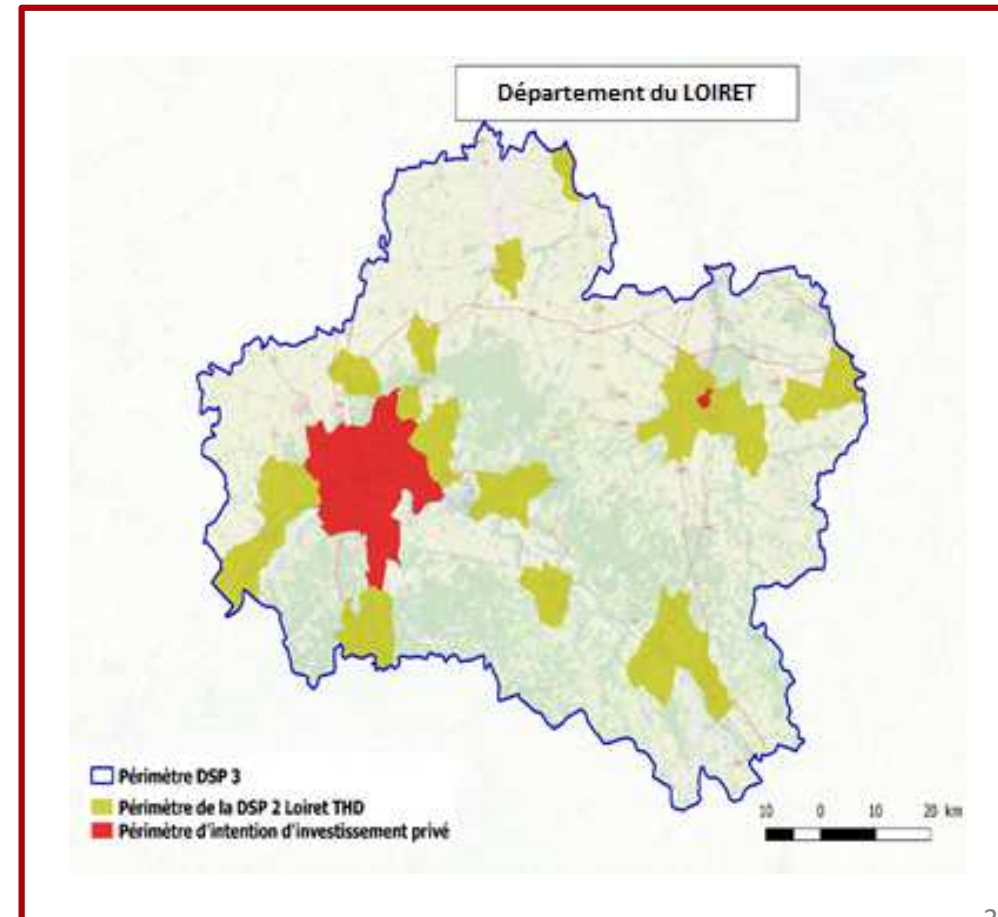 Département du LOIRET
Périmètre DSP 3
Périmètre de la DSP 2 Loiret THD
Périmètre d'intention d'investissement privé
10 0 10 20 km